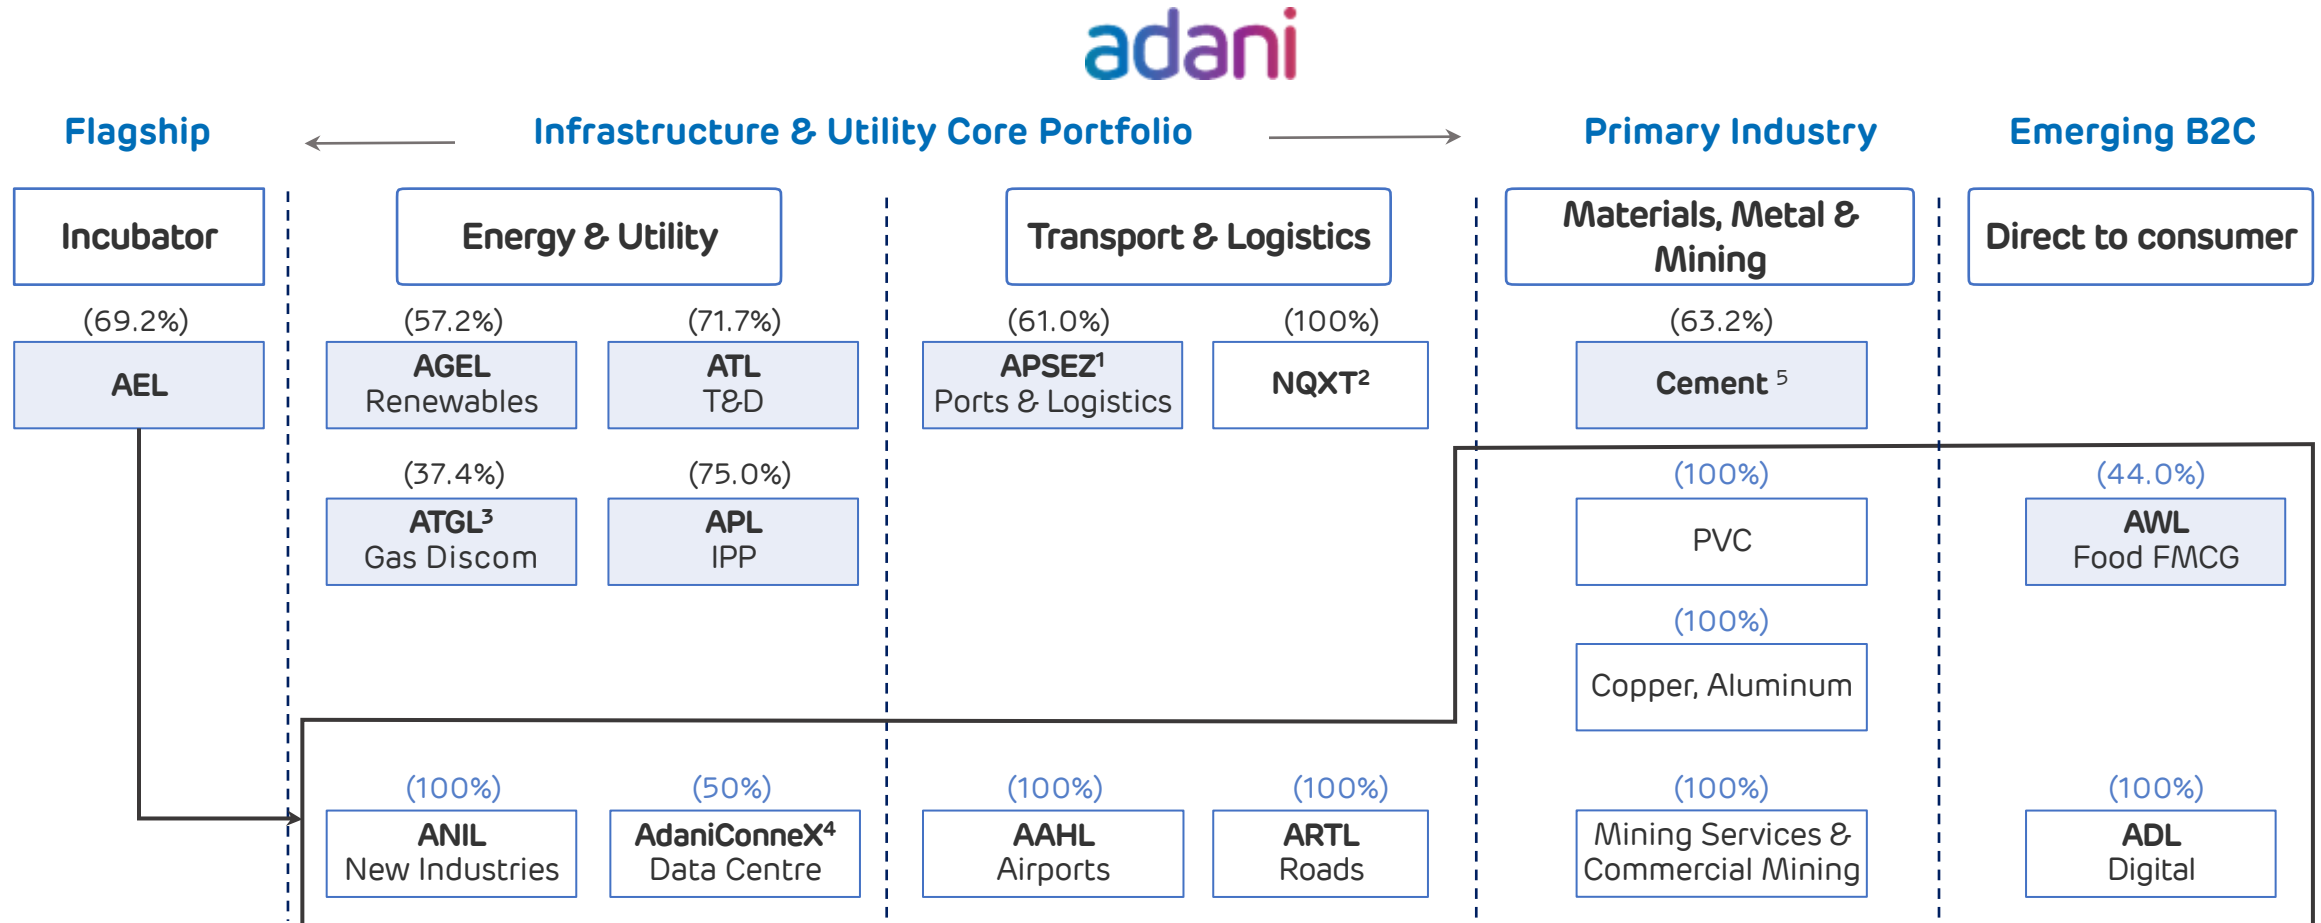 adani
Flagship
Infrastructure & Utility Core Portfolio
Primary Industry
Emerging B2C
Incubator
Energy & Utility
Transport & Logistics
Materials, Metal &
Mining
Direct to consumer
(69.2%)
(57.2%)
(71.7%)
(61.0%)
(100%)
(63.2%)
AEL
AGEL
Renewables
ATL
T&D
APSEZ¹
Ports & Logistics
NQXT²
Cement ⁵
(37.4%)
(75.0%)
(100%)
(44.0%)
ATGL³
Gas Discom
APL
IPP
PVC
AWL
Food FMCG
(100%)
Copper, Aluminum
(100%)
(50%)
(100%)
(100%)
(100%)
(100%)
ANIL
New Industries
AdaniConneX⁴
Data Centre
AAHL
Airports
ARTL
Roads
Mining Services &
Commercial Mining
ADL
Digital